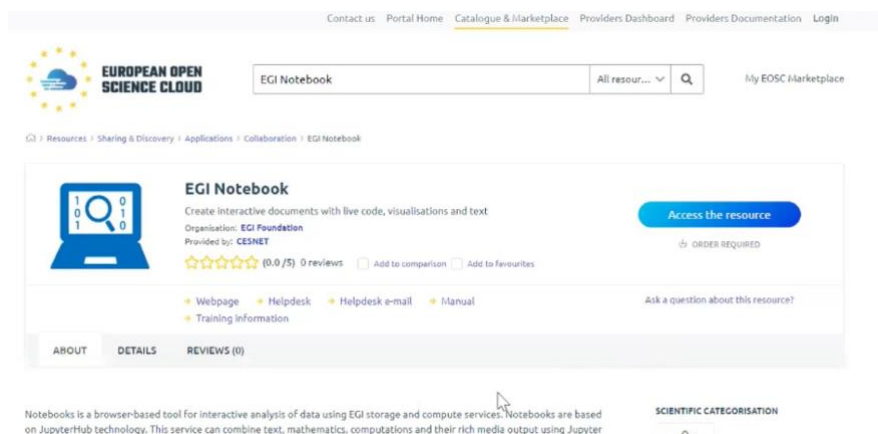 Contact us Portal Home Catalogue & Marketplace Providers Dashboard Providers Documentation Login
EUROPEAN OPEN
SCIENCE CLOUD
EGI Notebook
All resour...
My EOSC Marketplace
Resources › Sharing & Discovery › Applications › Collaboration › EGI Notebook
EGI Notebook
Create interactive documents with live code, visualisations and text
Organisation: EGI Foundation
Provided by: CESNET
(0.0 /5) 0 reviews Add to comparison Add to favourites
Access the resource
ORDER REQUIRED
→ Webpage → Helpdesk → Helpdesk e-mail → Manual
→ Training information
Ask a question about this resource?
ABOUT DETAILS REVIEWS (0)
Notebooks is a browser-based tool for interactive analysis of data using EGI storage and compute services. Notebooks are based
on JupyterHub technology. This service can combine text, mathematics, computations and their rich media output using Jupyter
SCIENTIFIC CATEGORISATION